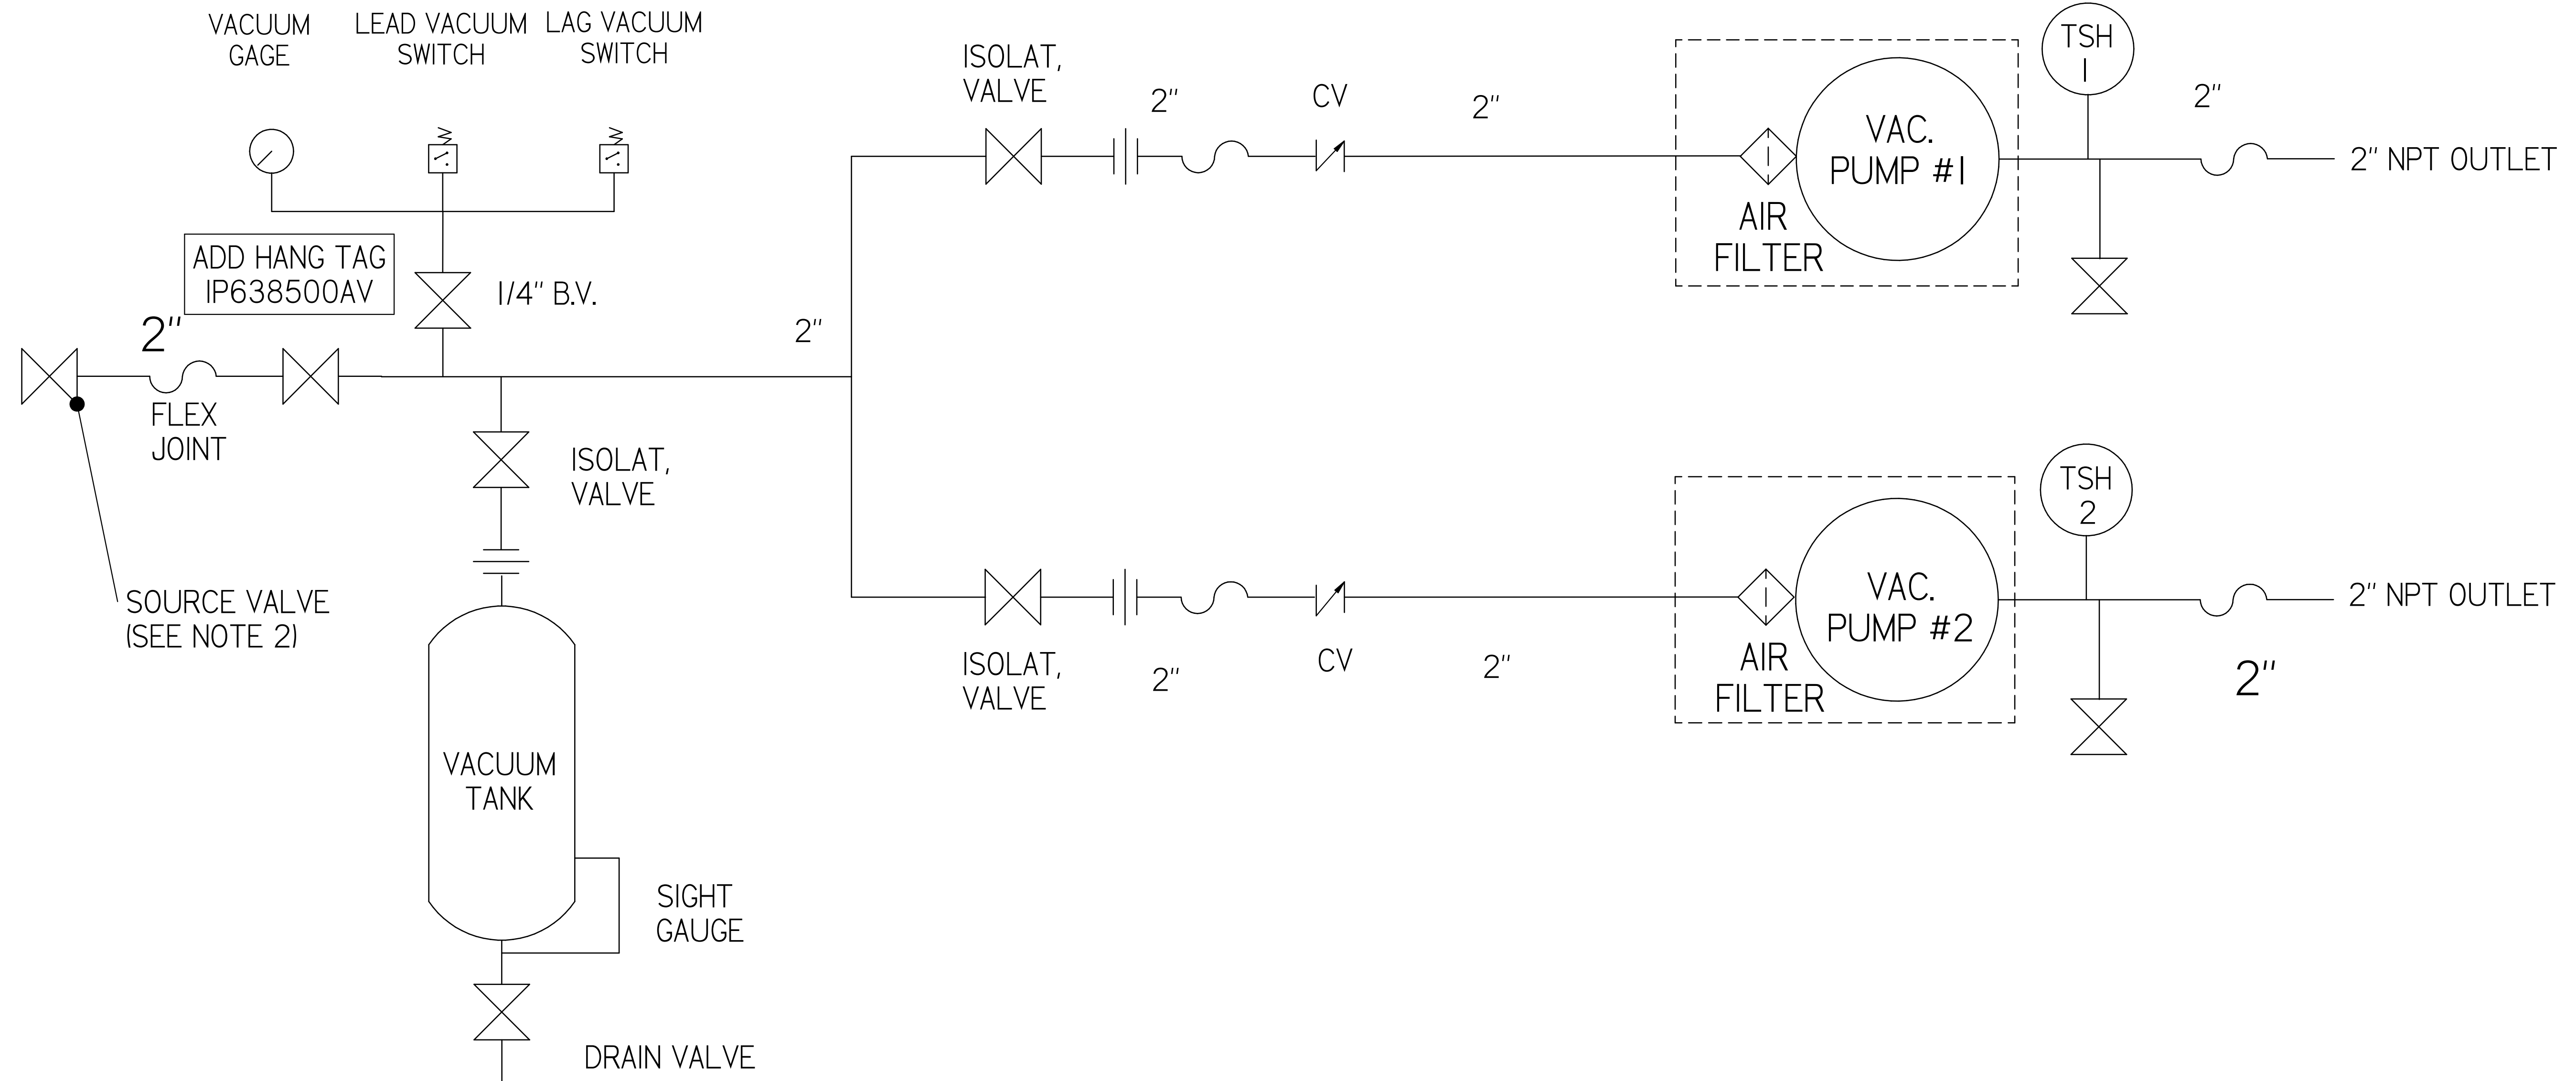 VACUUM
GAGE
LEAD VACUUM
SWITCH
LAG VACUUM
SWITCH
ADD HANG TAG
IP638500AV
1/4" B.V.
2"
FLEX
JOINT
SOURCE VALVE
(SEE NOTE 2)
ISOLAT,
VALVE
VACUUM
TANK
SIGHT
GAUGE
DRAIN VALVE
2"
ISOLAT,
VALVE
2"
CV
2"
AIR
FILTER
VAC.
PUMP #1
TSH
1
2"
2" NPT OUTLET
ISOLAT,
VALVE
2"
CV
2"
AIR
FILTER
VAC.
PUMP #2
TSH
2
2"
2" NPT OUTLET